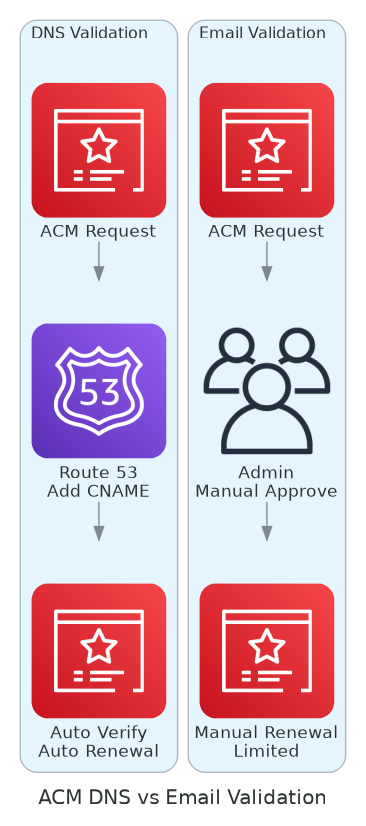 DNS Validation
ACM Request
53
Route 53
Add CNAME
Auto Verify
Auto Renewal
Email Validation
ACM Request
Admin
Manual Approve
Manual Renewal
Limited
ACM DNS vs Email Validation